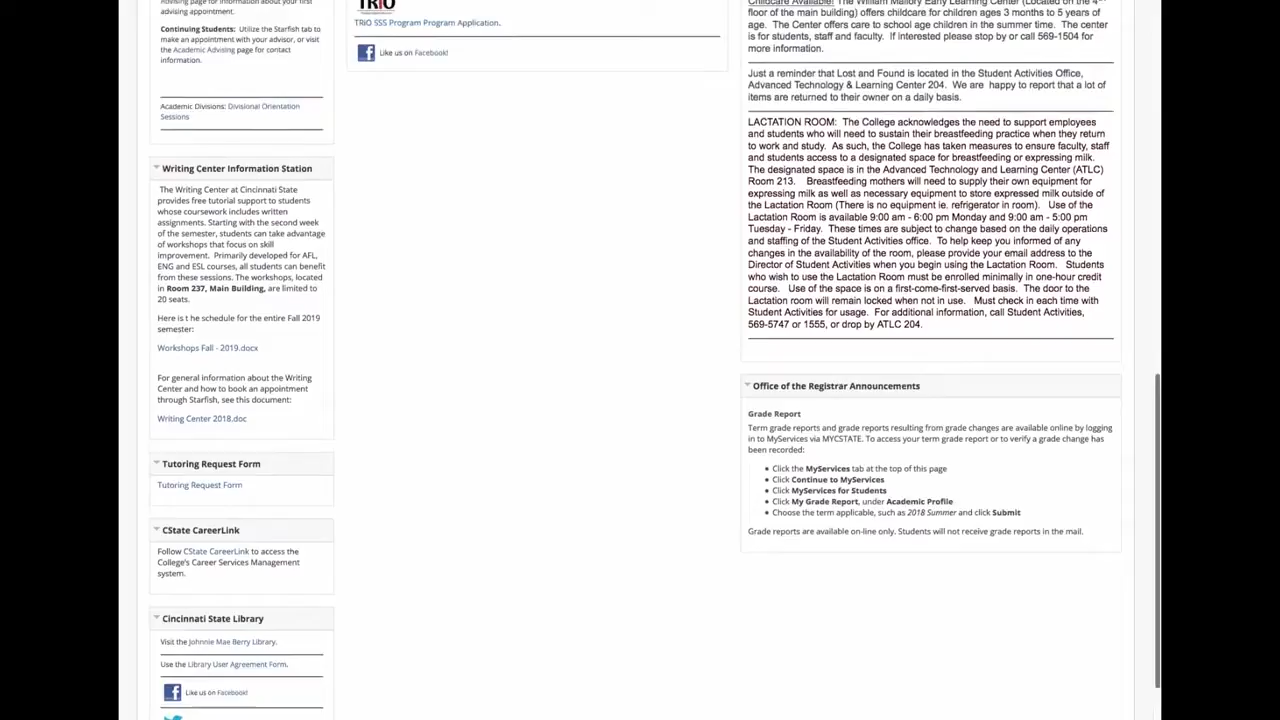 Advising page for information about your first
advising appointment.
Continuing Students: Utilize the Starfish tab to
make an appointment with your advisor, or visit
the Academic Advising page for contact
information.
Academic Divisions: Divisional Orientation
Sessions
Writing Center Information Station
The Writing Center at Cincinnati State
provides free tutorial support to students
whose coursework includes written
assignments. Starting with the second week
of the semester, students can take advantage
of workshops that focus on skill
improvement. Primarily developed for AFL,
ENG and ESL courses, all students can benefit
from these sessions. The workshops, located
in Room 237, Main Building, are limited to
20 seats.
Here is t he schedule for the entire Fall 2019
semester:
Workshops Fall - 2019.docx
For general information about the Writing
Center and how to book an appointment
through Starfish, see this document:
Writing Center 2018.doc
Tutoring Request Form
Tutoring Request Form
CState CareerLink
Follow CState CareerLink to access the
College's Career Services Management
system.
Cincinnati State Library
Visit the Johnnie Mae Berry Library.
Use the Library User Agreement Form.
Like us on Facebook!
TRiO
TRiO SSS Program Program Application.
Like us on Facebook!
Childcare Available! The William Mallory Early Learning Center (Located on the 4th
floor of the main building) offers childcare for children ages 3 months to 5 years of
age. The Center offers care to school age children in the summer time. The center
is for students, staff and faculty. If interested please stop by or call 569-1504 for
more information.
Just a reminder that Lost and Found is located in the Student Activities Office,
Advanced Technology & Learning Center 204. We are happy to report that a lot of
items are returned to their owner on a daily basis.
LACTATION ROOM: The College acknowledges the need to support employees
and students who will need to sustain their breastfeeding practice when they return
to work and study. As such, the College has taken measures to ensure faculty, staff
and students access to a designated space for breastfeeding or expressing milk.
The designated space is in the Advanced Technology and Learning Center (ATLC)
Room 213. Breastfeeding mothers will need to supply their own equipment for
expressing milk as well as necessary equipment to store expressed milk outside of
the Lactation Room (There is no equipment ie. refrigerator in room). Use of the
Lactation Room is available 9:00 am - 6:00 pm Monday and 9:00 am - 5:00 pm
Tuesday - Friday. These times are subject to change based on the daily operations
and staffing of the Student Activities office. To help keep you informed of any
changes in the availability of the room, please provide your email address to the
Director of Student Activities when you begin using the Lactation Room. Students
who wish to use the Lactation Room must be enrolled minimally in one-hour credit
course. Use of the space is on a first-come-first-served basis. The door to the
Lactation room will remain locked when not in use. Must check in each time with
Student Activities for usage. For additional information, call Student Activities,
569-5747 or 1555, or drop by ATLC 204.
Office of the Registrar Announcements
Grade Report
Term grade reports and grade reports resulting from grade changes are available online by logging
in to MyServices via MYCSTATE. To access your term grade report or to verify a grade change has
been recorded:
• Click the MyServices tab at the top of this page
• Click Continue to MyServices
• Click MyServices for Students
• Click My Grade Report, under Academic Profile
• Choose the term applicable, such as 2018 Summer and click Submit
Grade reports are available on-line only. Students will not receive grade reports in the mail.